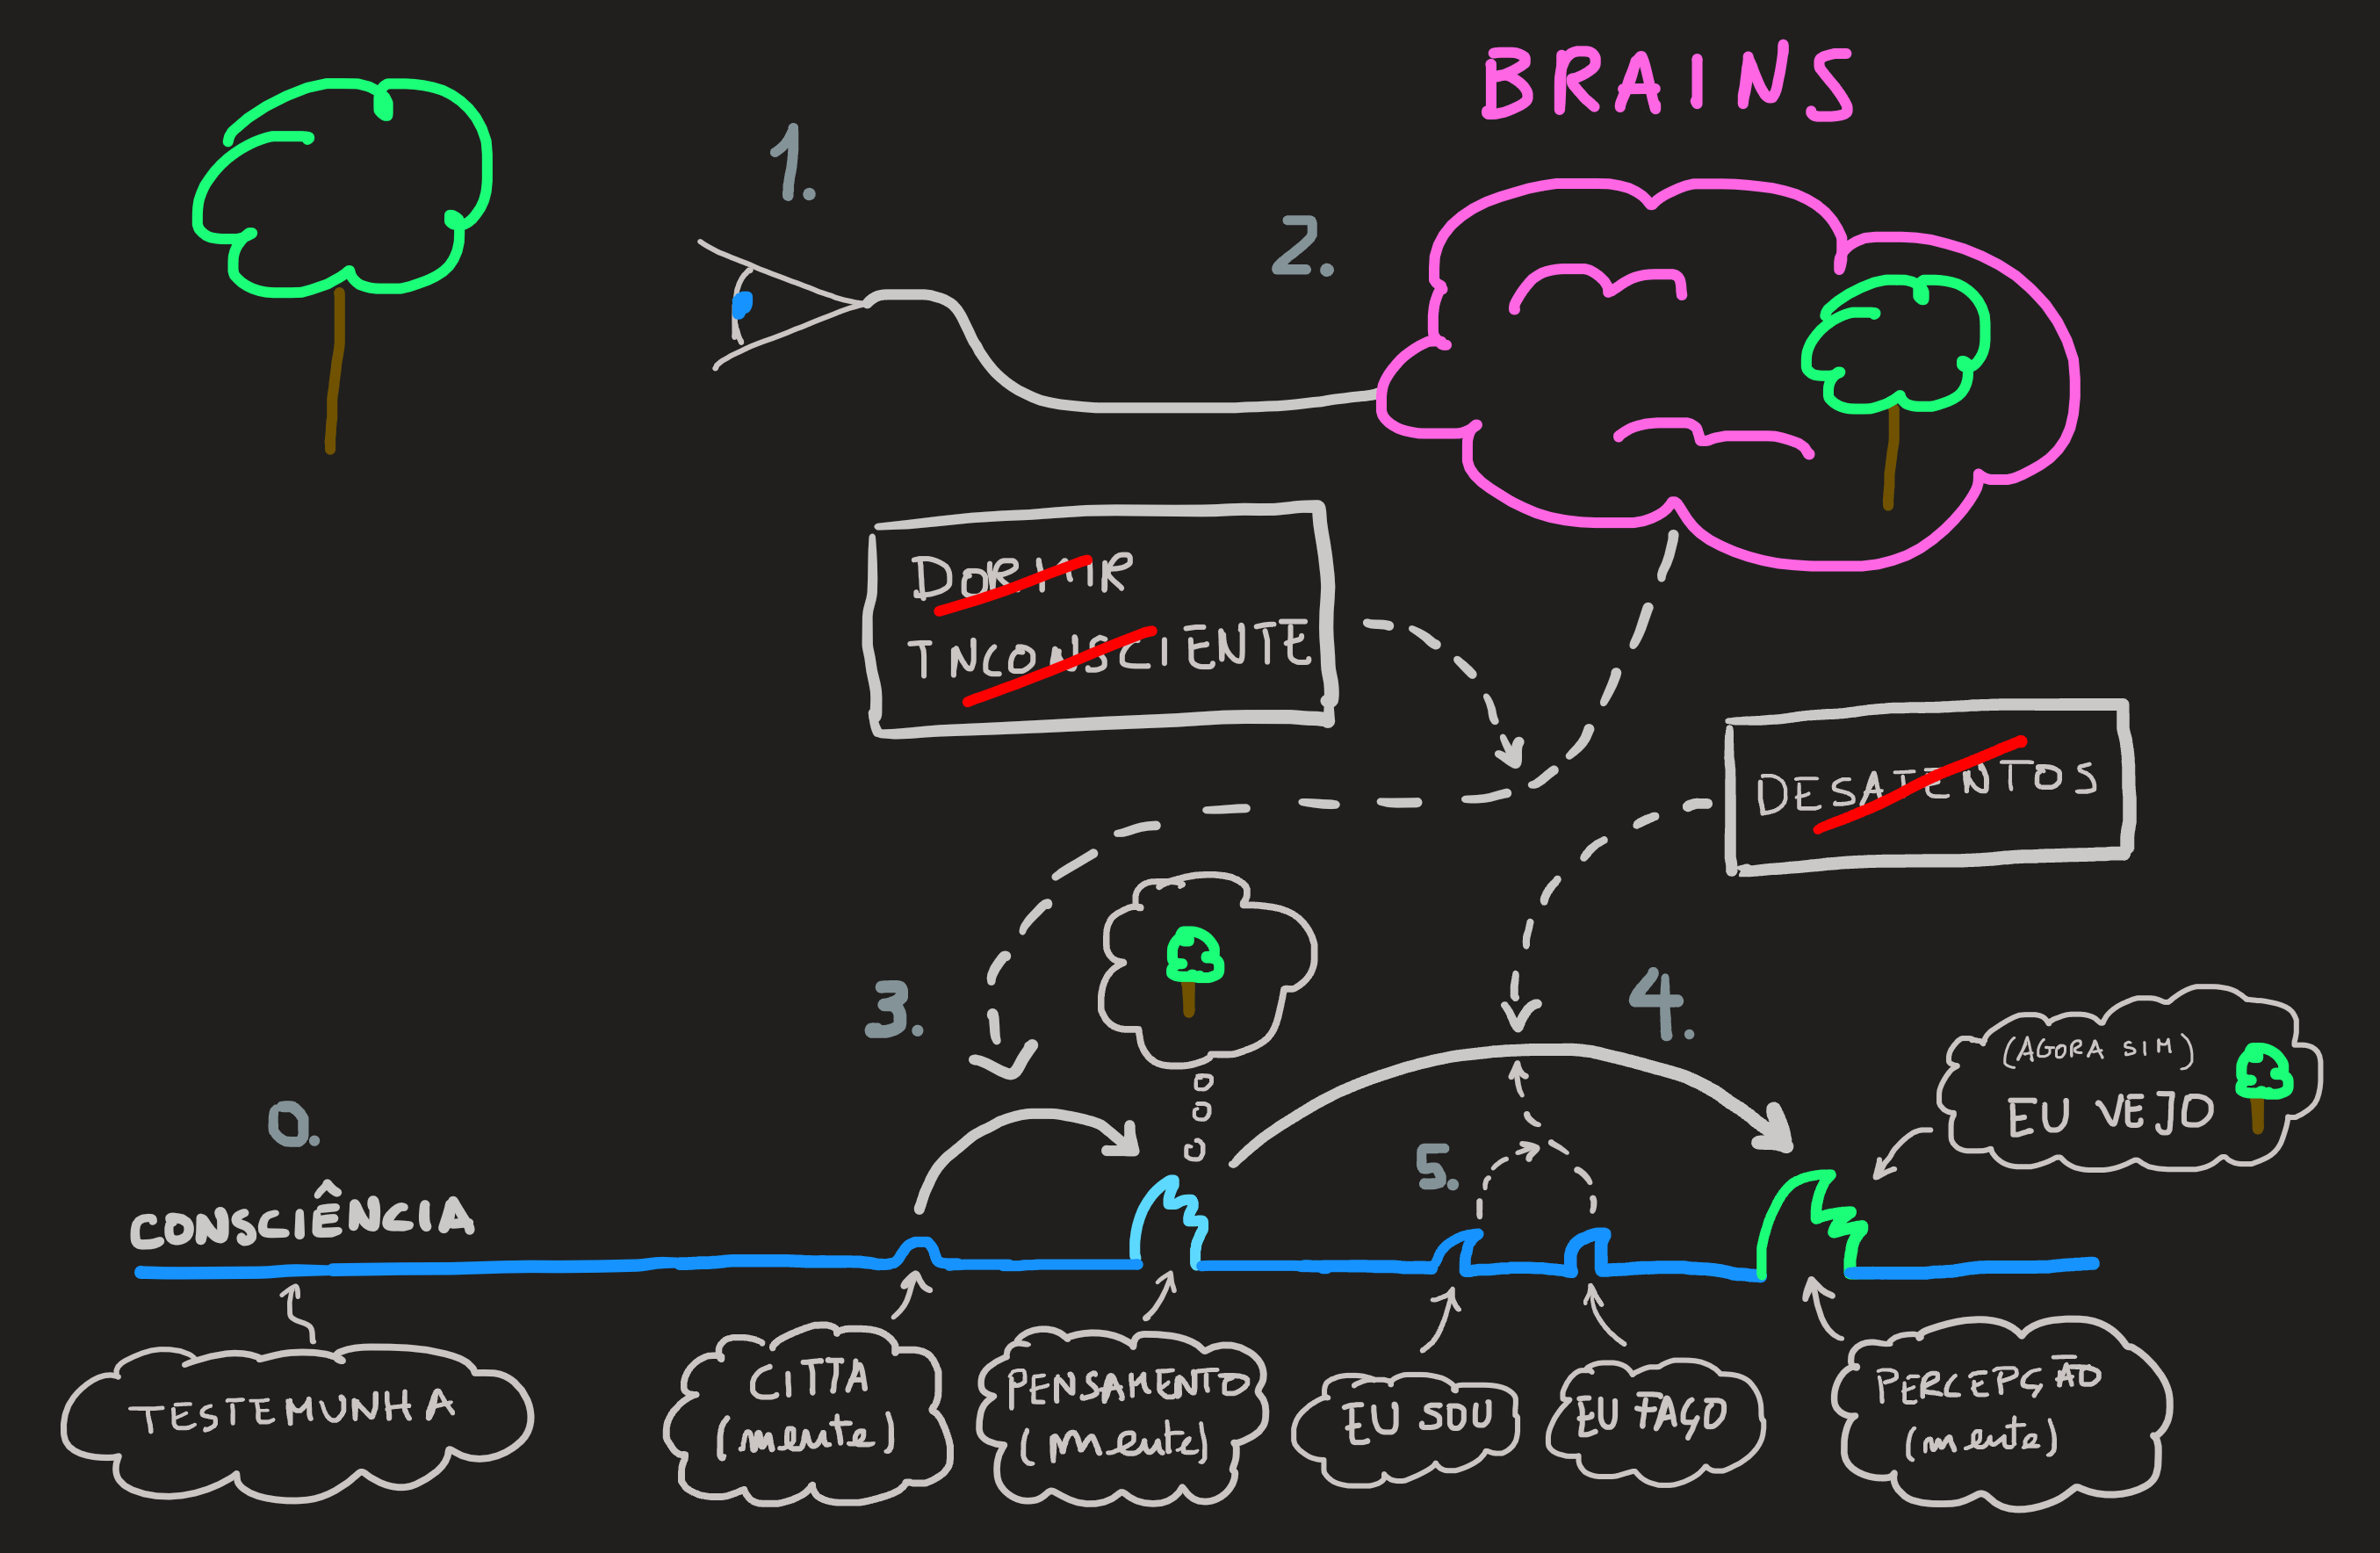 BRAINS
1.
2.
DORMIR
INCONSCIENTE
DESATENTOS
3.
4.
(AGORA SIM)
EU VEJO
0.
5.
CONSCIÊNCIA
TESTEMUNHA
CITTA
(mente)
PENSAMENTO
(mente)
EU SOU
EU FAÇO
PERCEPÇÃO
(mente)